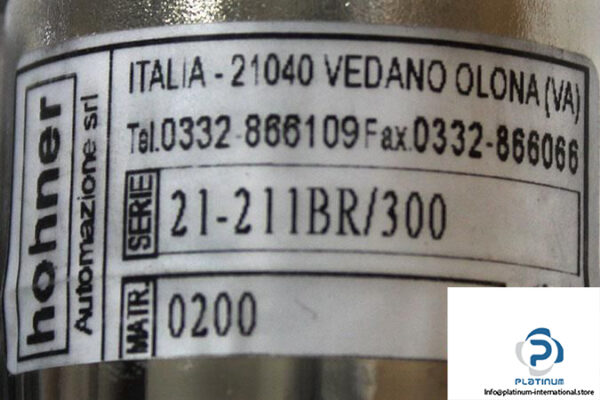 hohner
Automazione srl
ITALIA - 21040 VEDANO OLONA (VA)
Tel.0332-866109 Fax.0332-866066
SERIE 21-211BR/300
MATR. 0200
PLATINUM
Info@platinum-international.store